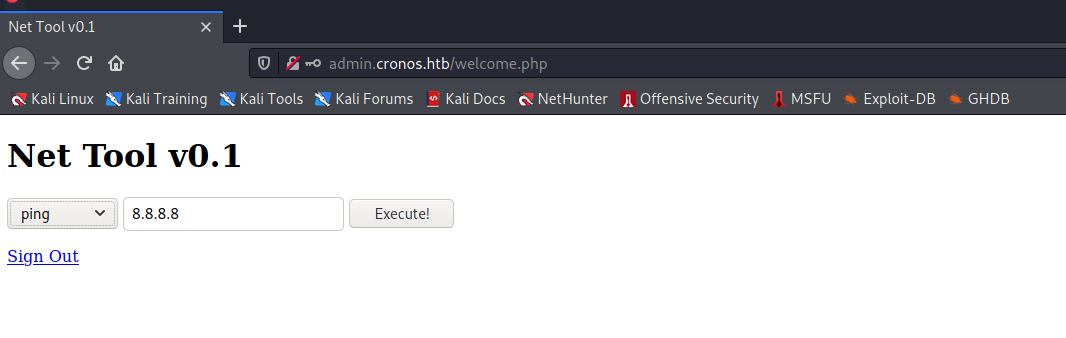 Net Tool v0.1
admin.cronos.htb/welcome.php
Kali Linux Kali Training Kali Tools Kali Forums Kali Docs NetHunter Offensive Security MSFU Exploit-DB GHDB
Net Tool v0.1
ping 8.8.8.8 Execute!
Sign Out